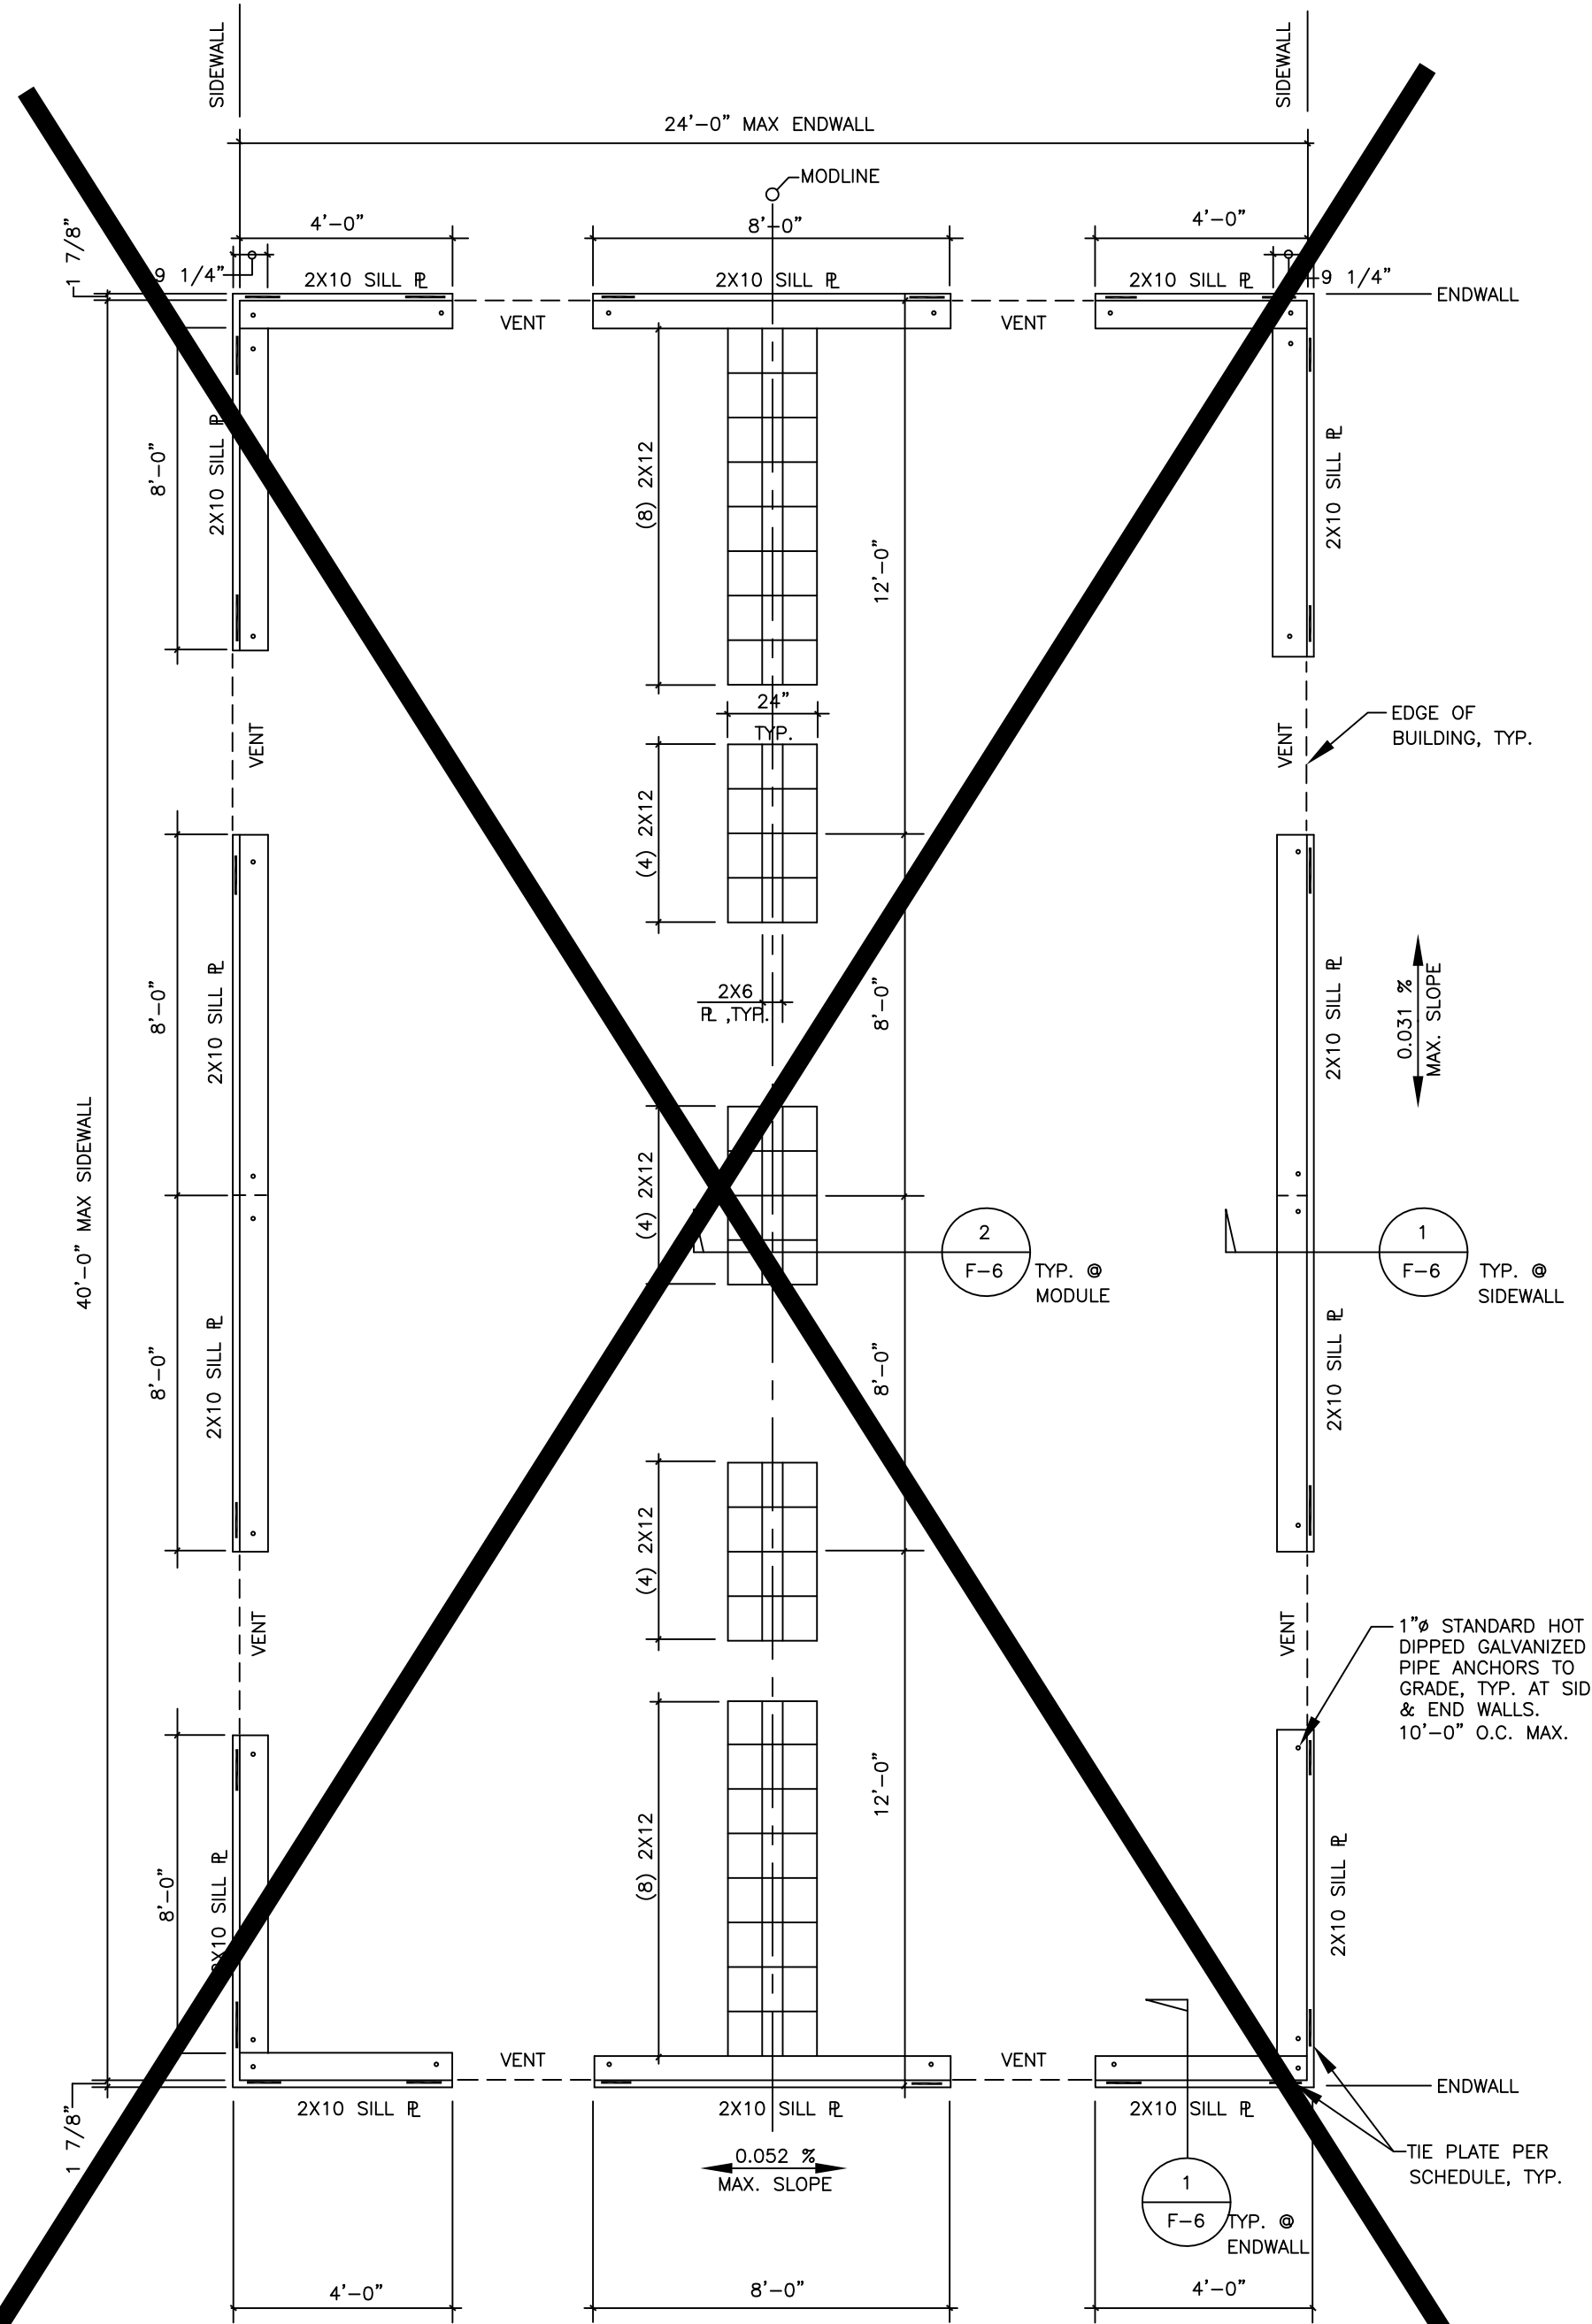 SIDEWALL
SIDEWALL
24'-0" MAX ENDWALL
MODLINE
1 7/8"
4'-0"
8'-0"
4'-0"
9 1/4"
2X10 SILL PL
2X10 SILL PL
2X10 SILL PL
9 1/4"
ENDWALL
VENT
VENT
8'-0"
2X10 SILL PL
(8) 2X12
12'-0"
2X10 SILL PL
24"
TYP.
VENT
VENT
EDGE OF
BUILDING, TYP.
(4) 2X12
8'-0"
2X10 SILL PL
2X6
PL ,TYP.
8'-0"
2X10 SILL PL
0.031 %
MAX. SLOPE
40'-0" MAX SIDEWALL
(4) 2X12
2
F-6
TYP. @
MODULE
1
F-6
TYP. @
SIDEWALL
8'-0"
2X10 SILL PL
8'-0"
2X10 SILL PL
(4) 2X12
VENT
VENT
1"ø STANDARD HOT
DIPPED GALVANIZED
PIPE ANCHORS TO
GRADE, TYP. AT SID
& END WALLS.
10'-0" O.C. MAX.
8'-0"
2X10 SILL PL
(8) 2X12
12'-0"
2X10 SILL PL
VENT
VENT
1 7/8"
2X10 SILL PL
2X10 SILL PL
2X10 SILL PL
ENDWALL
0.052 %
MAX. SLOPE
TIE PLATE PER
SCHEDULE, TYP.
1
F-6
TYP. @
ENDWALL
4'-0"
8'-0"
4'-0"